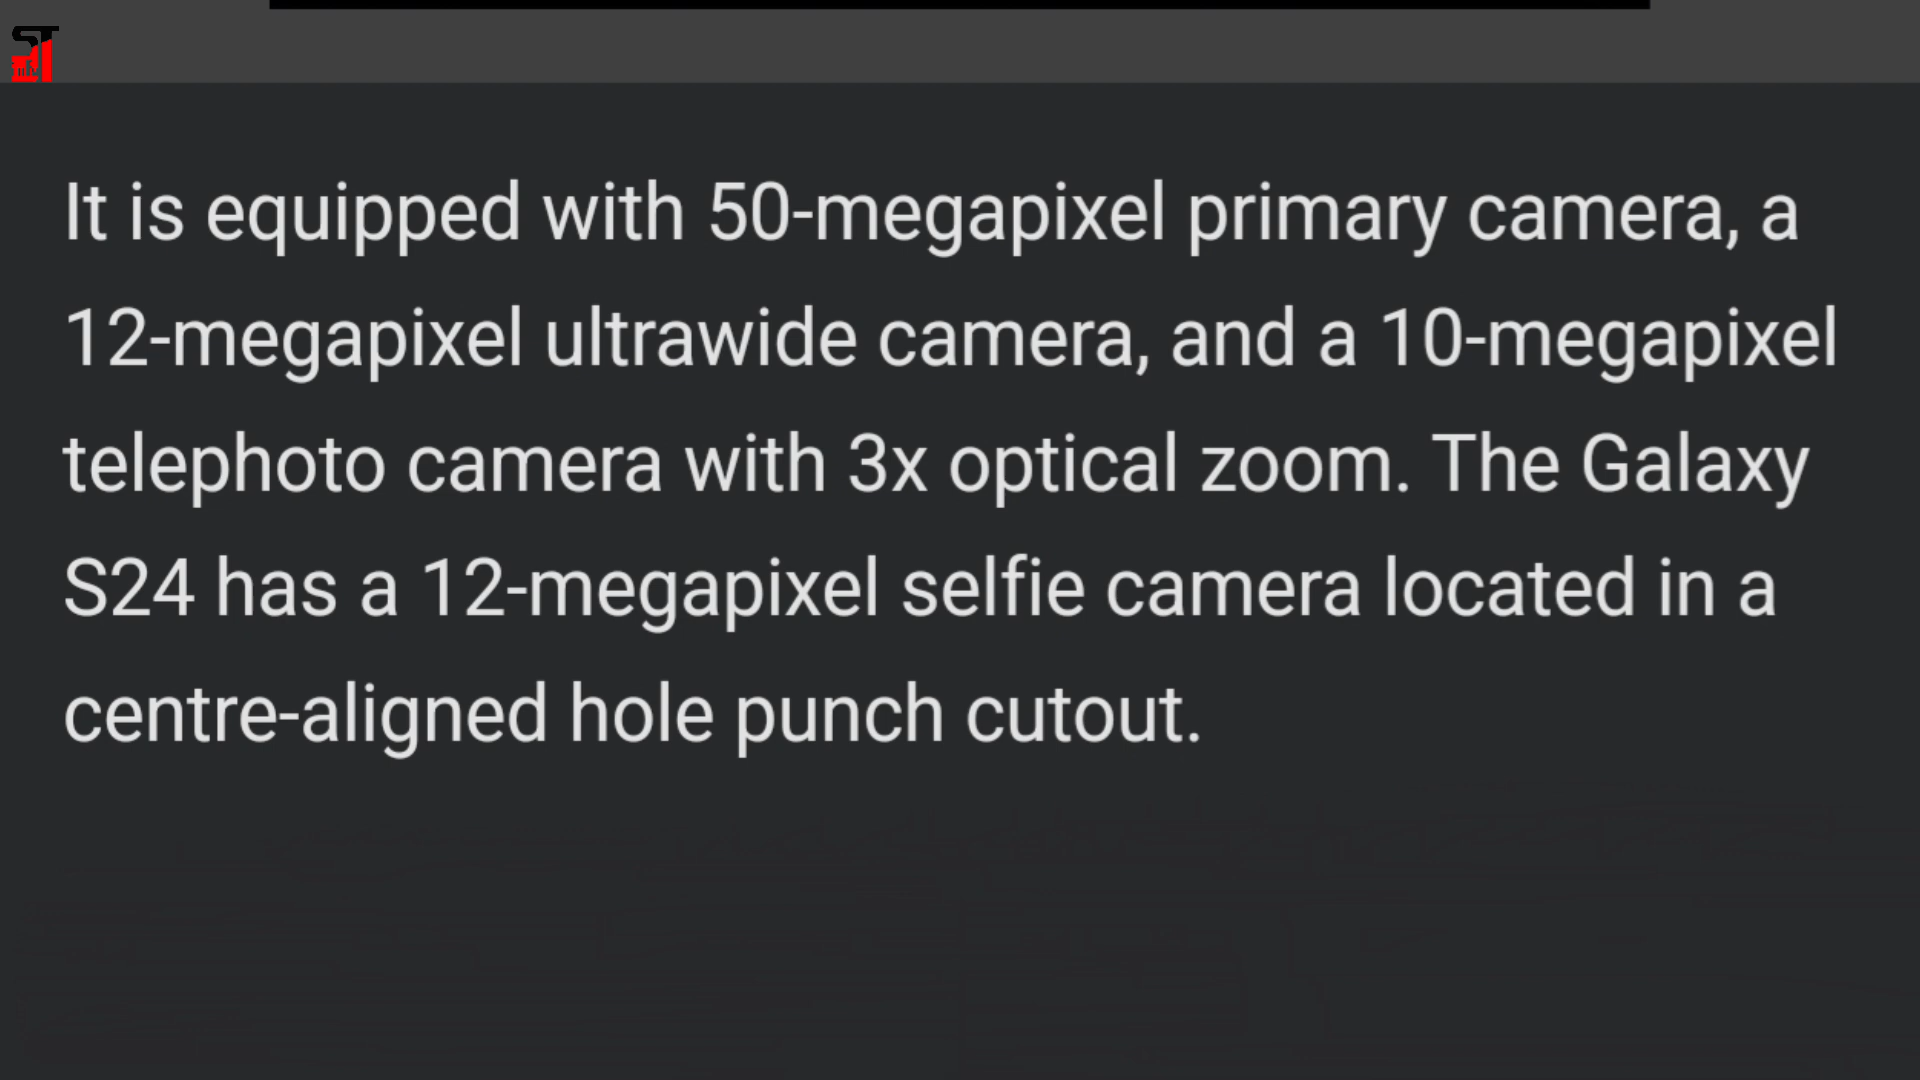 It is equipped with 50-megapixel primary camera, a
12-megapixel ultrawide camera, and a 10-megapixel
telephoto camera with 3x optical zoom. The Galaxy
S24 has a 12-megapixel selfie camera located in a
centre-aligned hole punch cutout.